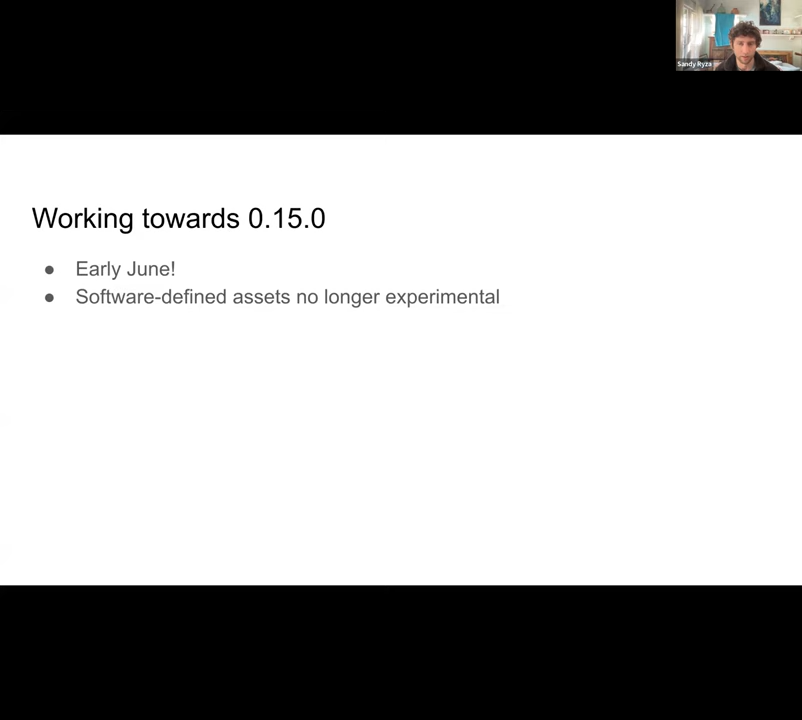 Sandy Ryza
Working towards 0.15.0
● Early June!
● Software-defined assets no longer experimental